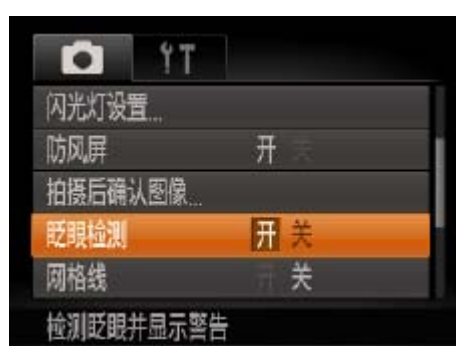 闪光灯设置...
防风屏 开 关
拍摄后确认图像...
眨眼检测 开 关
网格线 开 关
检测眨眼并显示警告